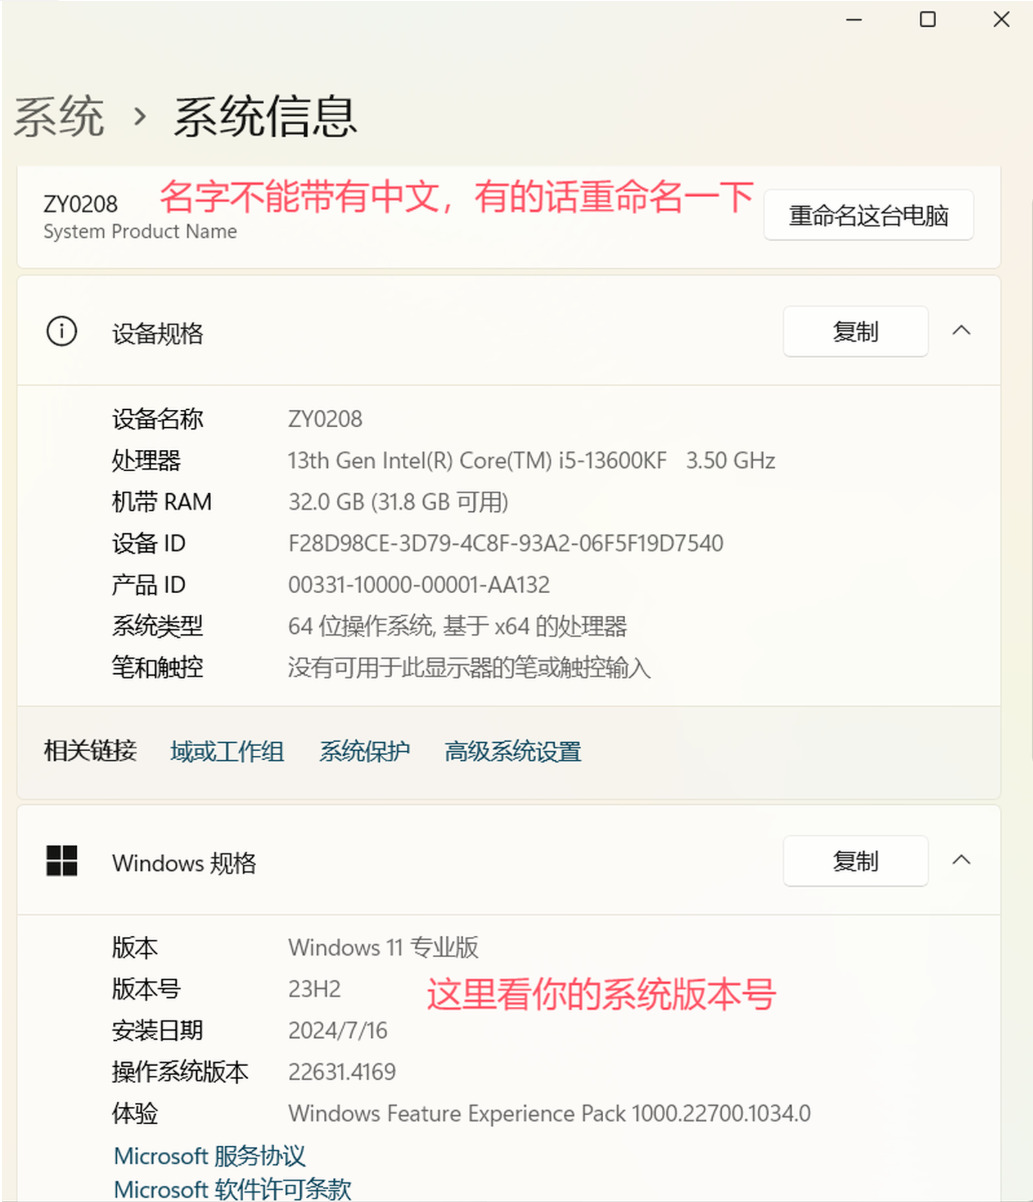 系统 › 系统信息
ZY0208 名字不能带有中文，有的话重命名一下
System Product Name
重命名这台电脑
设备规格 复制
设备名称 ZY0208
处理器 13th Gen Intel(R) Core(TM) i5-13600KF 3.50 GHz
机带 RAM 32.0 GB (31.8 GB 可用)
设备 ID F28D98CE-3D79-4C8F-93A2-06F5F19D7540
产品 ID 00331-10000-00001-AA132
系统类型 64 位操作系统, 基于 x64 的处理器
笔和触控 没有可用于此显示器的笔或触控输入
相关链接 域或工作组 系统保护 高级系统设置
Windows 规格 复制
版本 Windows 11 专业版
版本号 23H2 这里看你的系统版本号
安装日期 2024/7/16
操作系统版本 22631.4169
体验 Windows Feature Experience Pack 1000.22700.1034.0
Microsoft 服务协议
Microsoft 软件许可条款